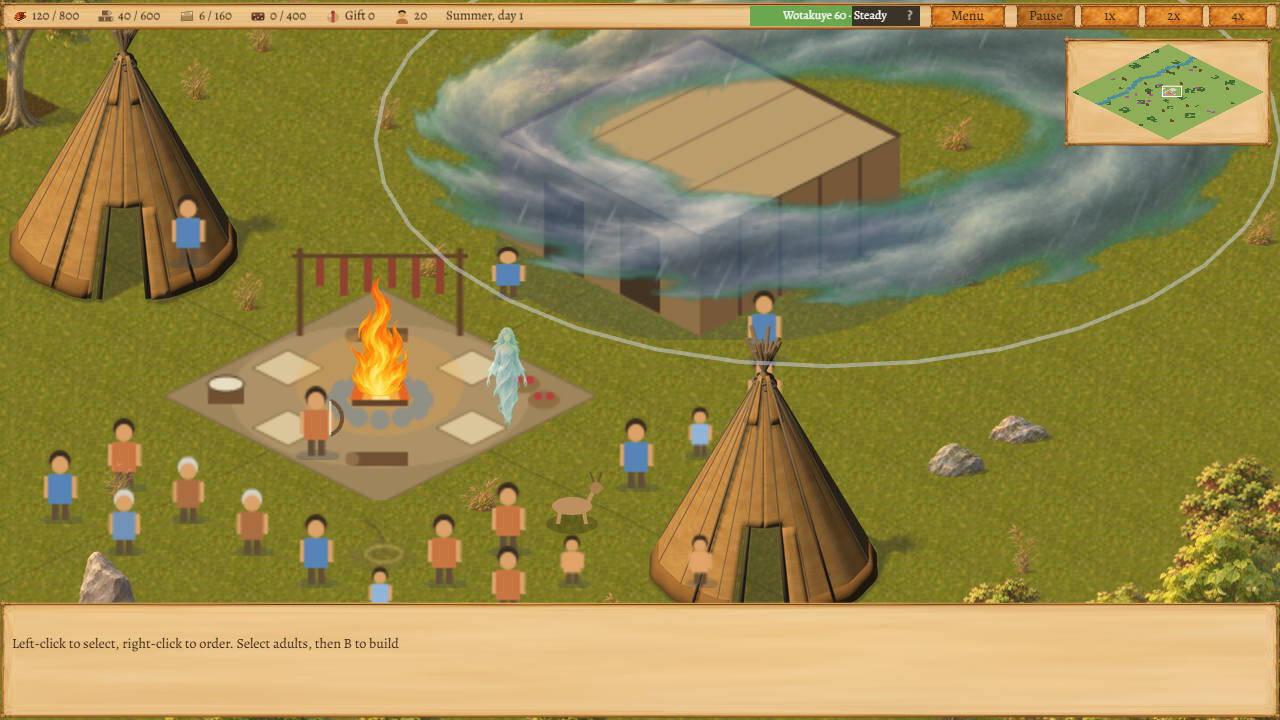 120 / 800 40 / 600 6 / 160 0 / 400 Gift 0 20 Summer, day 1 Wotakuye 60 - Steady ? Menu Pause 1x 2x 4x
Left-click to select, right-click to order. Select adults, then B to build